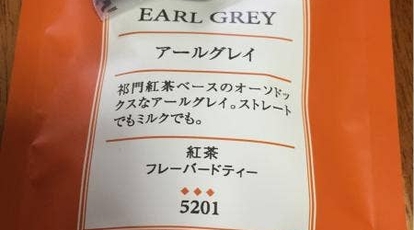 EARL GREY
アールグレイ
祁門紅茶ベースのオーソドッ
クスなアールグレイ。ストレート
でもミルクでも。
紅茶
フレーバードティー
◆◆◆
5201